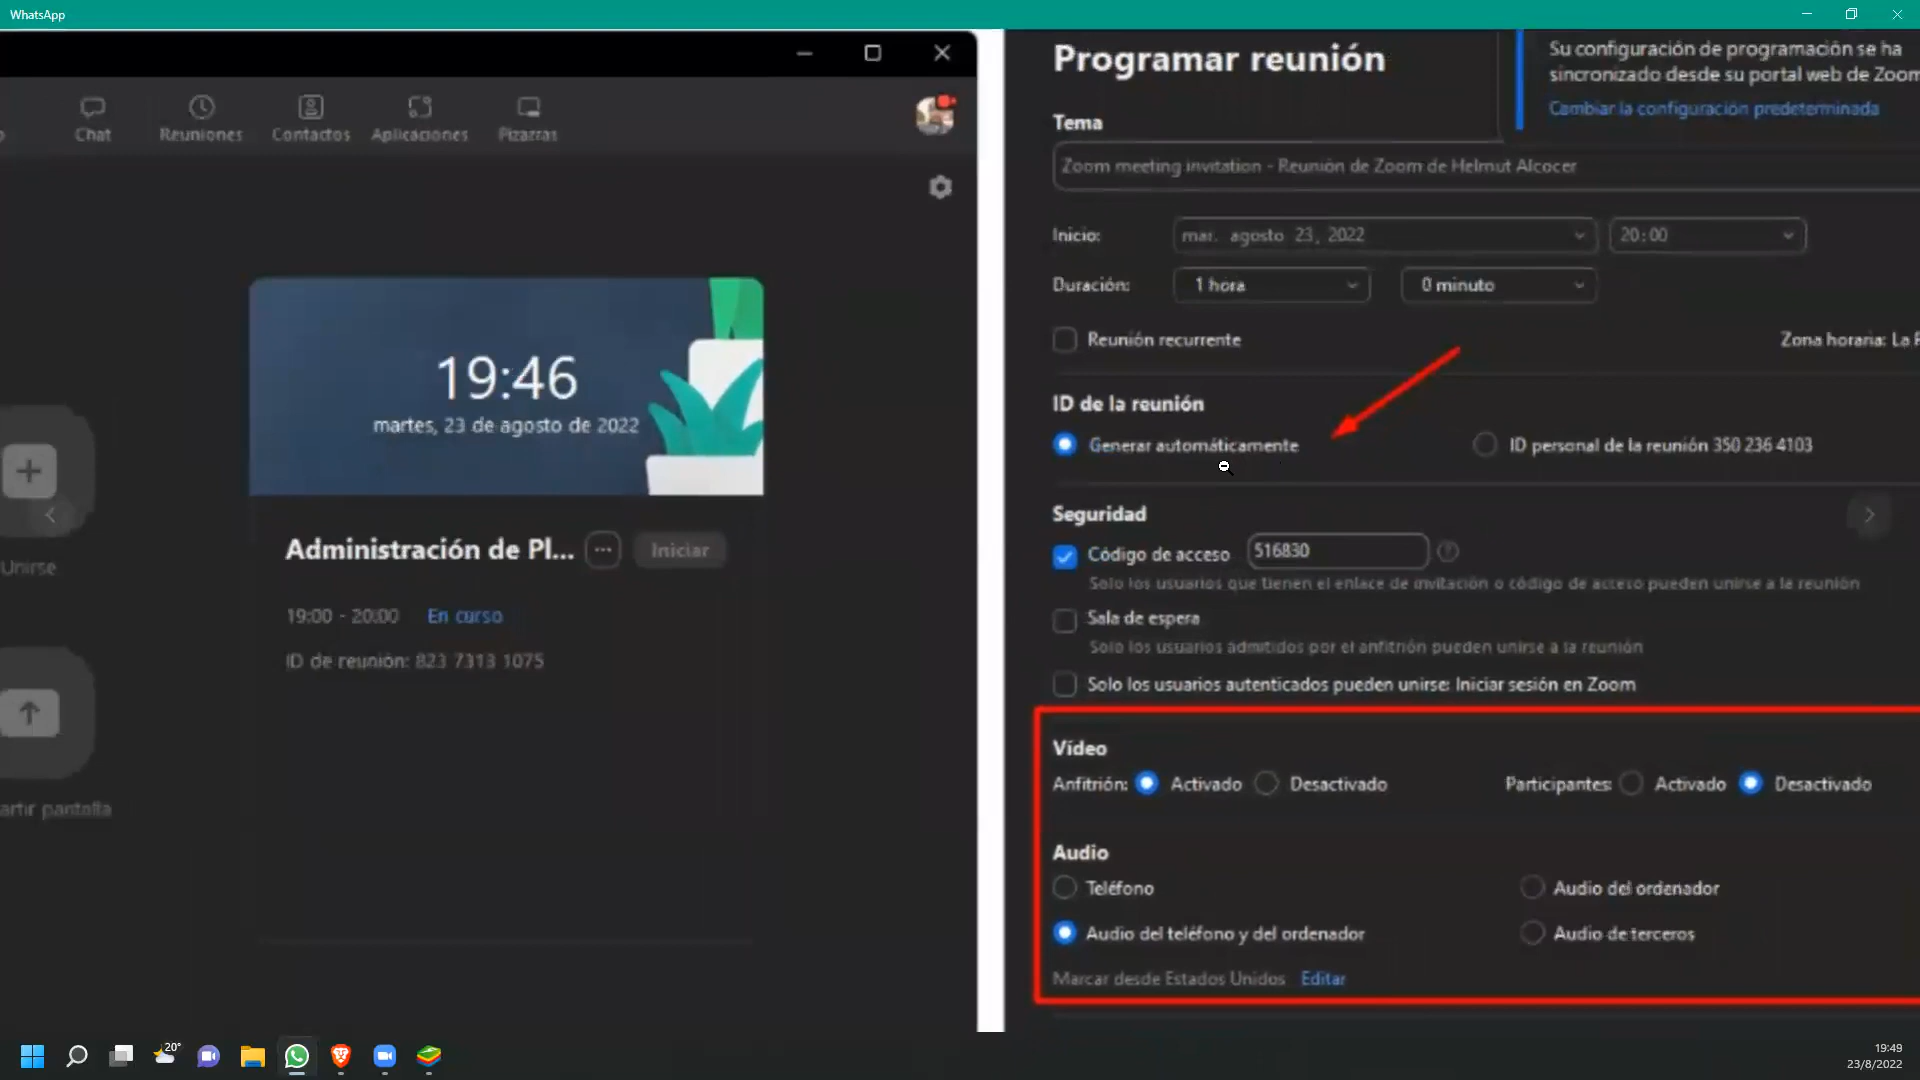 WhatsApp
Chat
Reuniones
Contactos
Aplicaciones
Pizarras
19:46
martes, 23 de agosto de 2022
Unirse
Administración de Pl...
Iniciar
19:00 - 20:00 En curso
ID de reunión: 823 7313 1075
artir pantalla
Programar reunión
Su configuración de programación se ha
sincronizado desde su portal web de Zoom
Cambiar la configuración predeterminada
Tema
Zoom meeting invitation - Reunión de Zoom de Helmut Alcocer
Inicio: mar. agosto 23, 2022 20:00
Duración: 1 hora 0 minuto
Reunión recurrente
Zona horaria: La P
ID de la reunión
Generar automáticamente
ID personal de la reunión 350 236 4103
Seguridad
Código de acceso 516830
Solo los usuarios que tienen el enlace de invitación o código de acceso pueden unirse a la reunión
Sala de espera
Solo los usuarios admitidos por el anfitrión pueden unirse a la reunión
Solo los usuarios autenticados pueden unirse: Iniciar sesión en Zoom
Vídeo
Anfitrión: Activado Desactivado Participantes: Activado Desactivado
Audio
Teléfono
Audio del ordenador
Audio del teléfono y del ordenador
Audio de terceros
Marcar desde Estados Unidos Editar
20°
19:49
23/8/2022